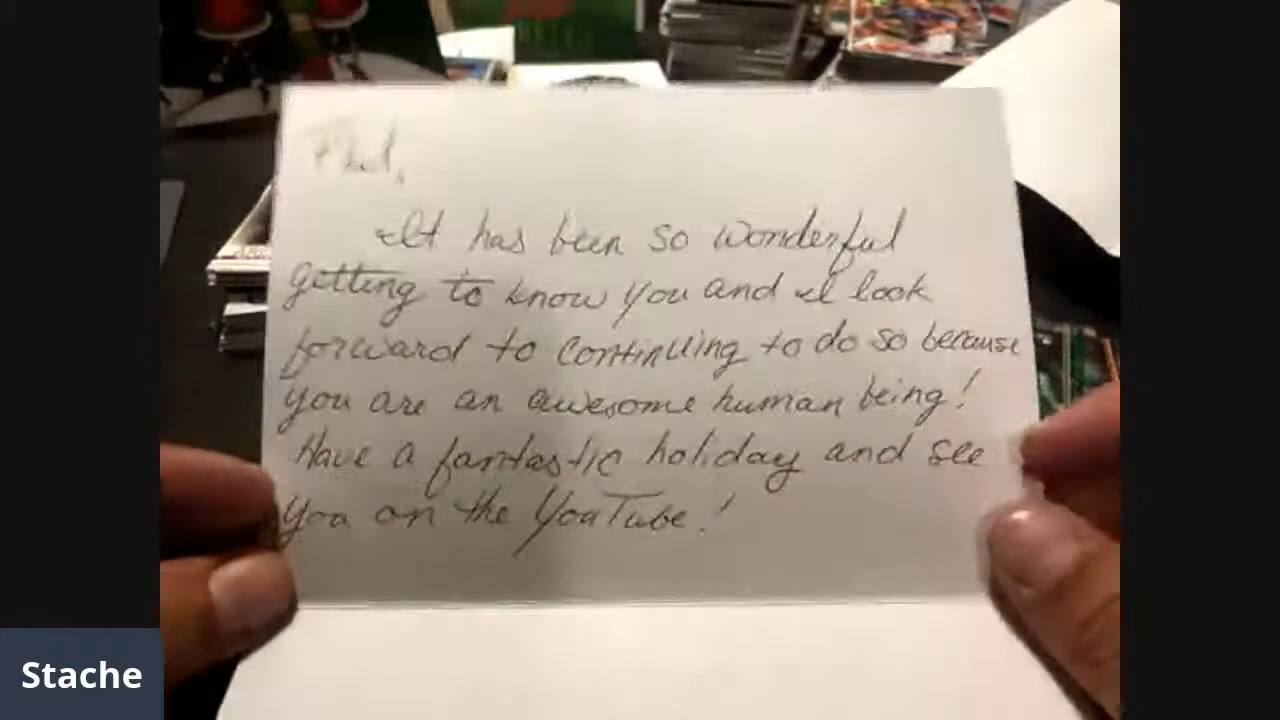 It has been so wonderful
getting to know you and I look
forward to continuing to do so because
you are an awesome human being!
Have a fantastic holiday and see
you on the YouTube!
Stache